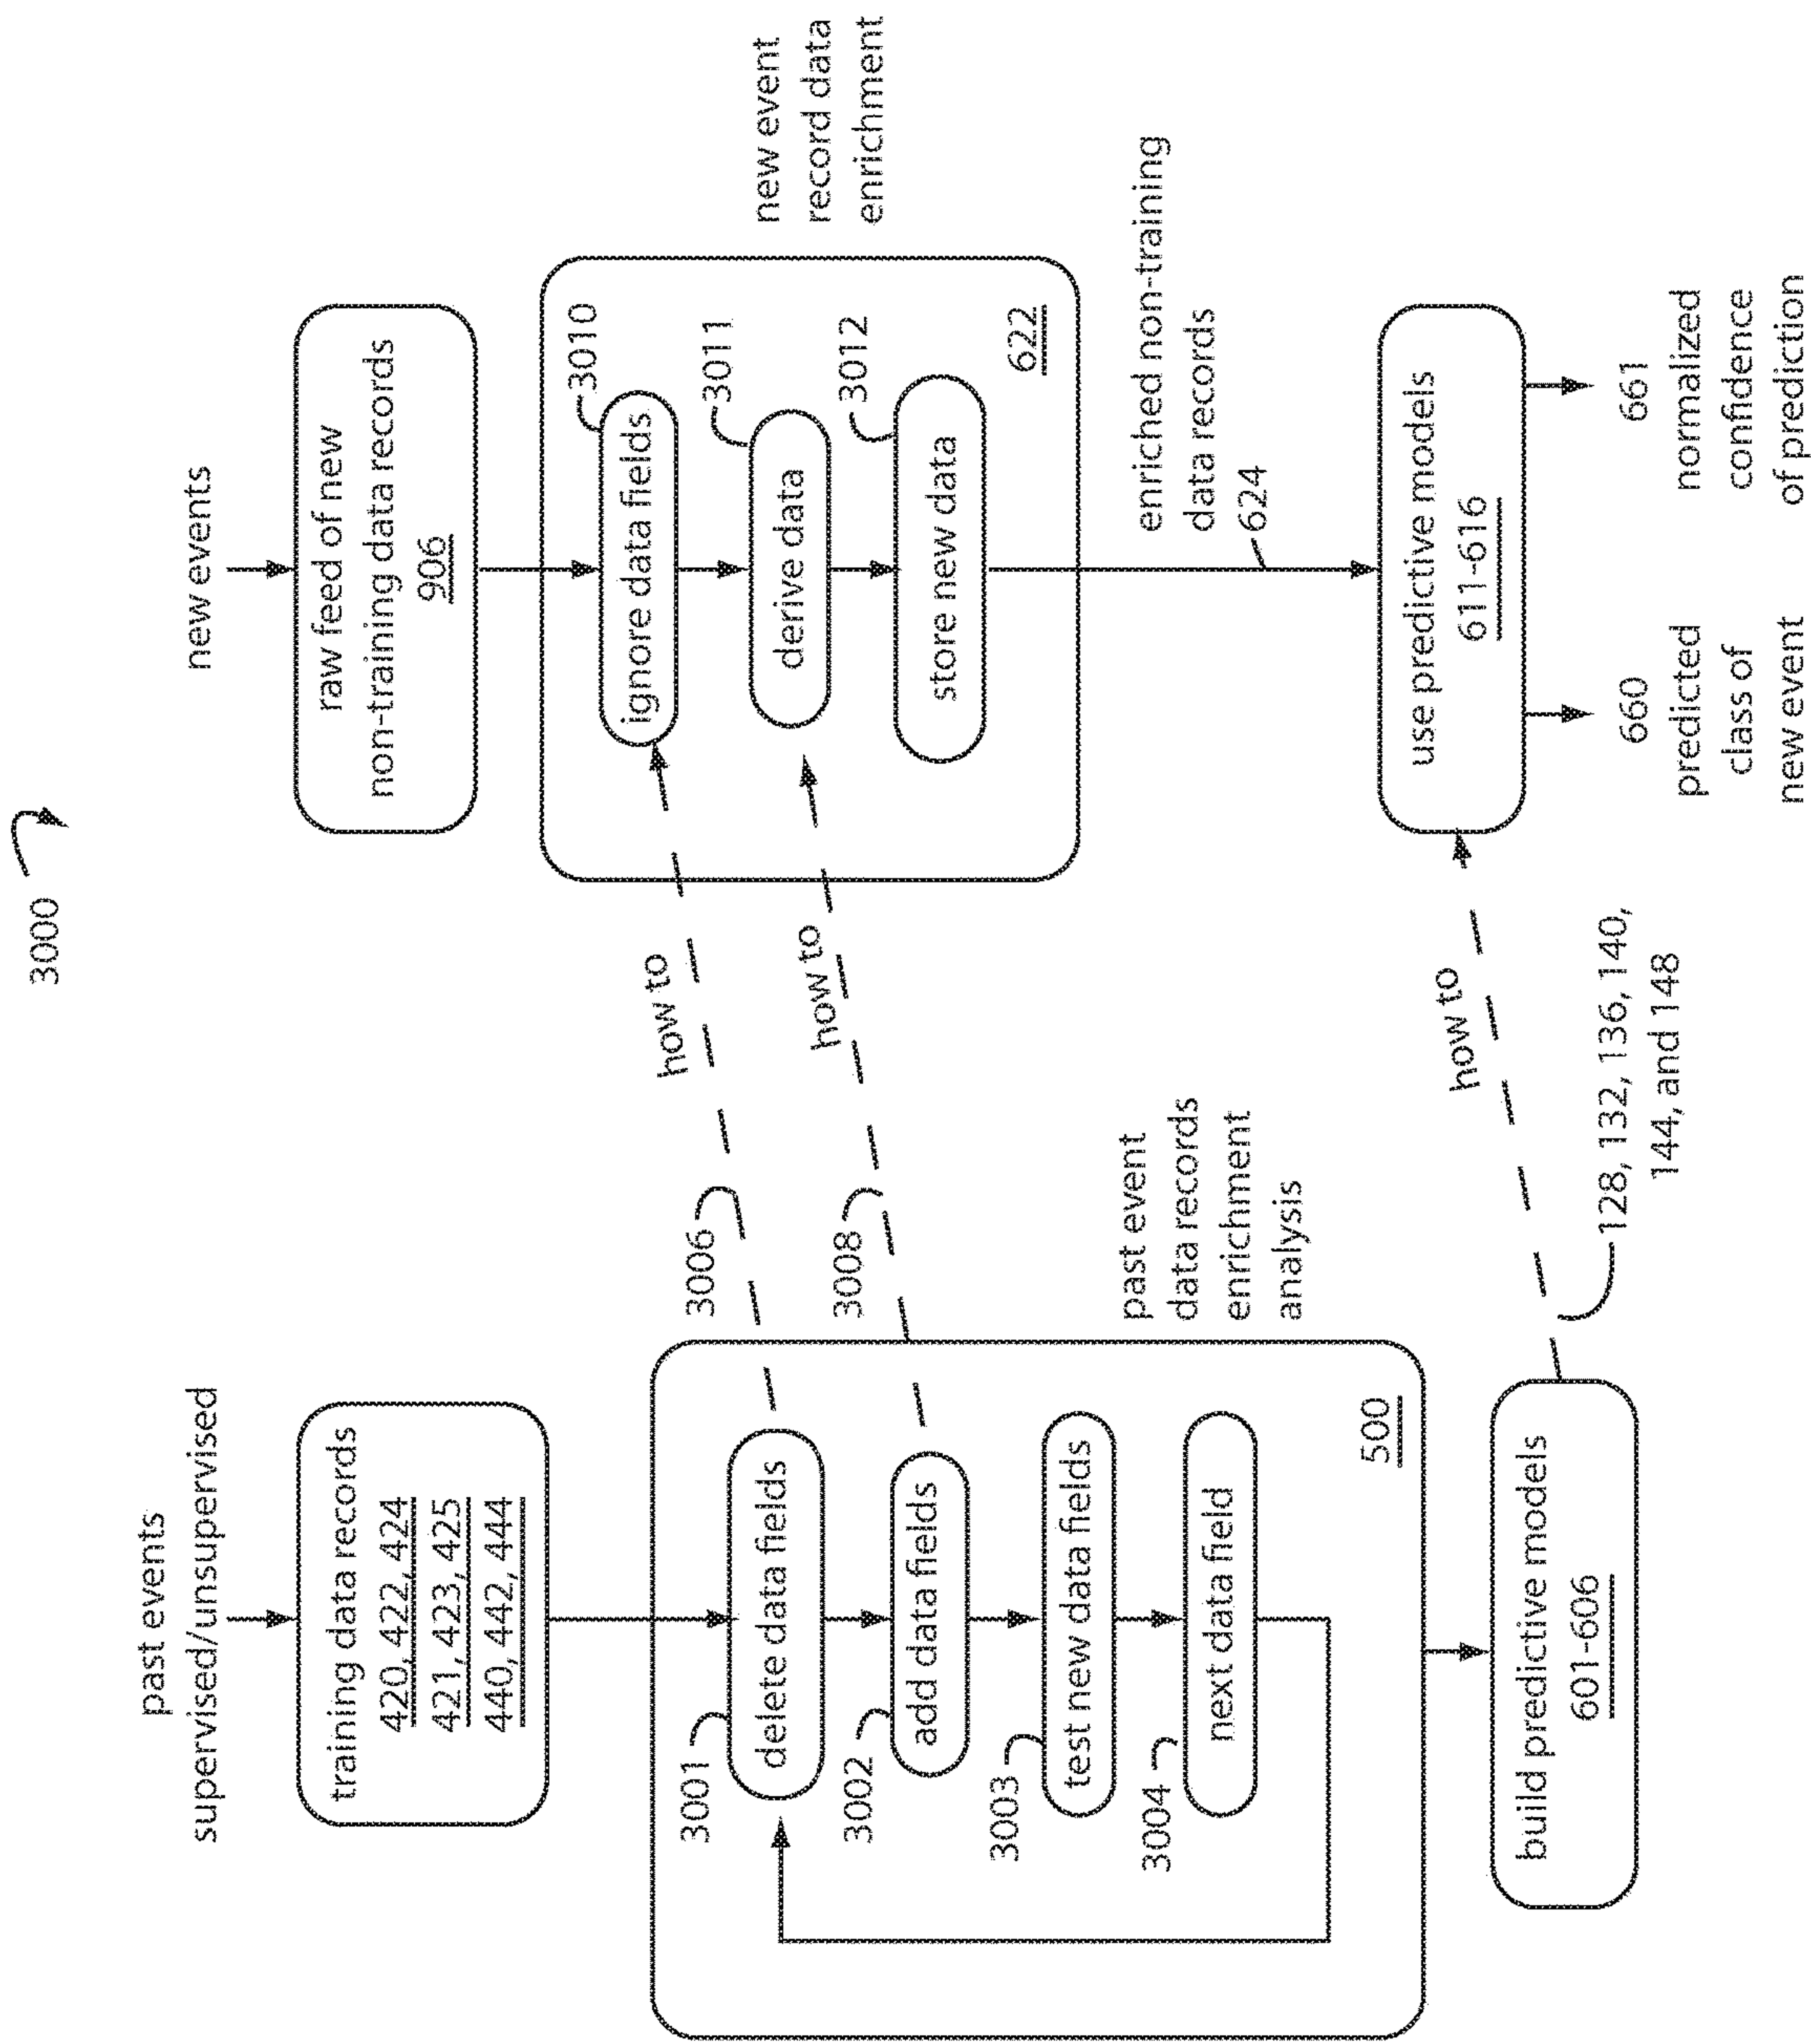 3000
past events
supervised/unsupervised
training data records
420, 422, 424
421, 423, 425
440, 442, 444
3001
delete data fields
3002
add data fields
3003
test new data fields
3004
next data field
500
past event
data records
enrichment
analysis
build predictive models
601-606
3006
how to
3008
how to
how to
128, 132, 136, 140,
144, and 148
new events
raw feed of new
non-training data records
906
ignore data fields
3010
derive data
3011
store new data
3012
622
new event
record data
enrichment
enriched non-training
data records
624
use predictive models
611-616
660
predicted
class of
new event
661
normalized
confidence
of prediction